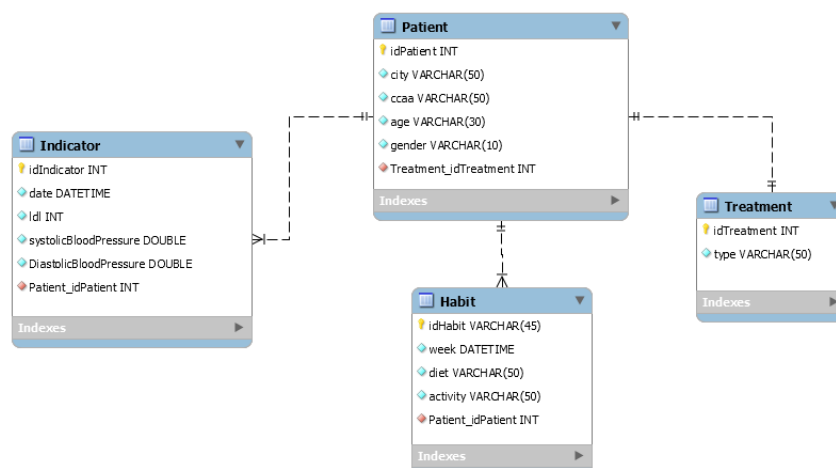 Patient
idPatient INT
city VARCHAR(50)
ccaa VARCHAR(50)
age VARCHAR(30)
gender VARCHAR(10)
Treatment_idTreatment INT
Indexes
Indicator
idIndicator INT
date DATETIME
ldl INT
systolicBloodPressure DOUBLE
DiastolicBloodPressure DOUBLE
Patient_idPatient INT
Indexes
Treatment
idTreatment INT
type VARCHAR(50)
Indexes
Habit
idHabit VARCHAR(45)
week DATETIME
diet VARCHAR(50)
activity VARCHAR(50)
Patient_idPatient INT
Indexes